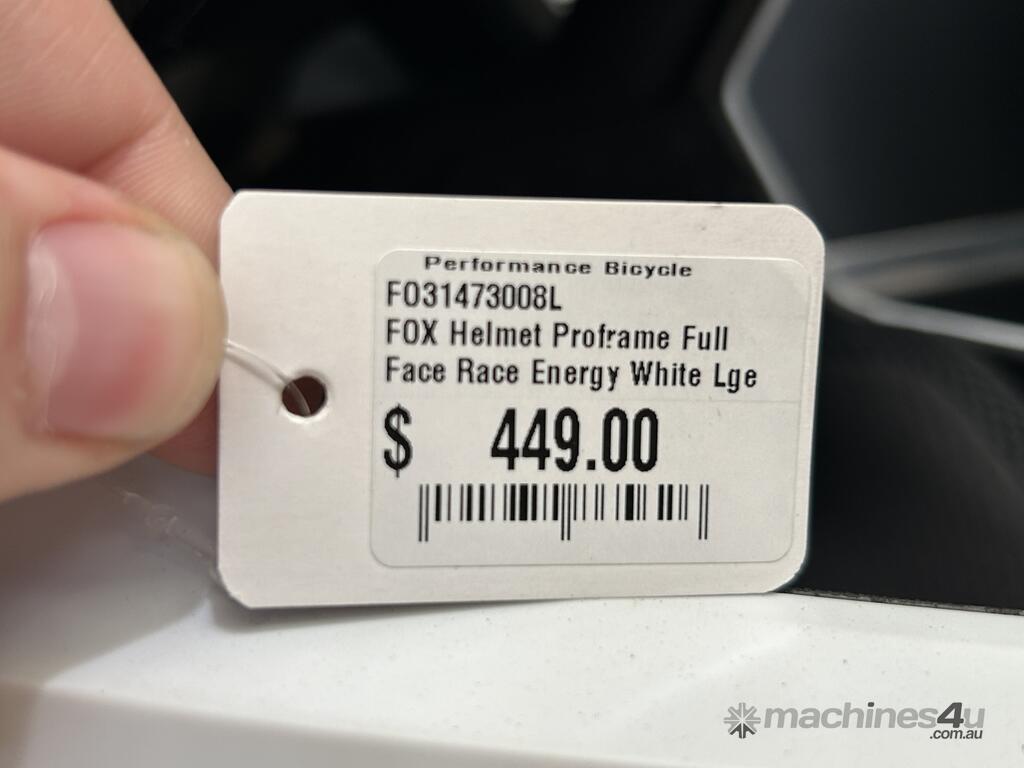 Performance Bicycle
FO31473008L
FOX Helmet Proframe Full
Face Race Energy White Lge
$ 449.00
machines4u
.com.au